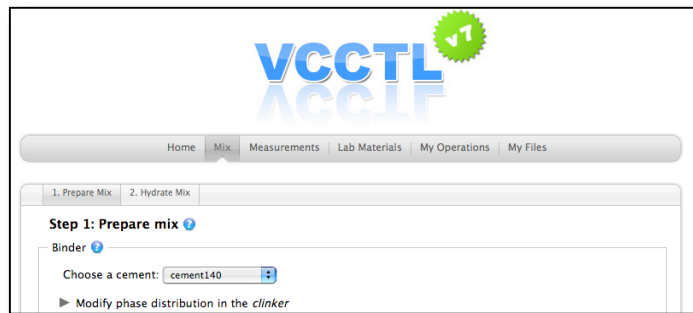 VCCTL
v7
Home Mix Measurements Lab Materials My Operations My Files
1. Prepare Mix 2. Hydrate Mix
Step 1: Prepare mix ?
Binder ?
Choose a cement: cement140
Modify phase distribution in the clinker